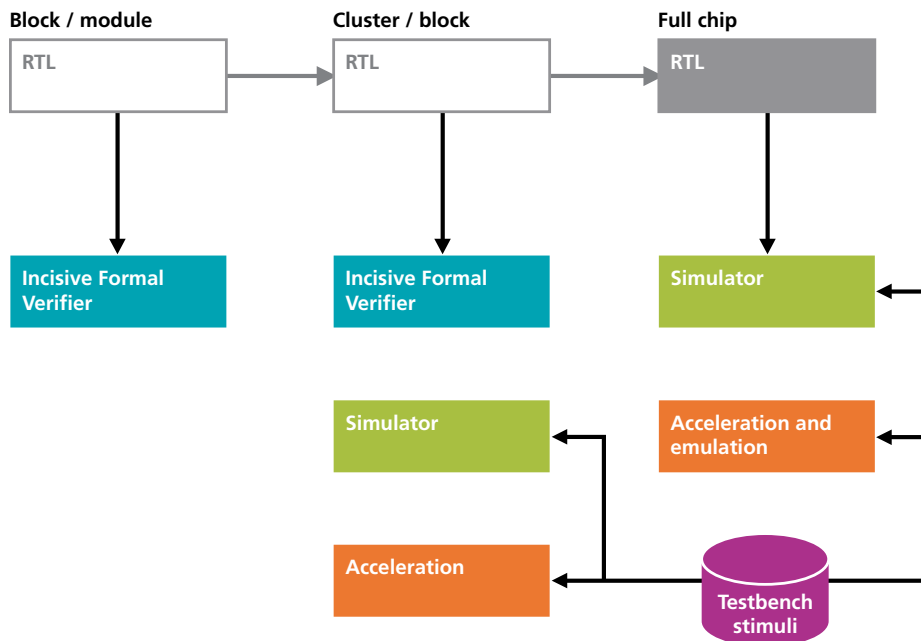 Block / module
Cluster / block
Full chip
RTL
RTL
RTL
Incisive Formal
Verifier
Incisive Formal
Verifier
Simulator
Simulator
Acceleration and
emulation
Acceleration
Testbench
stimuli